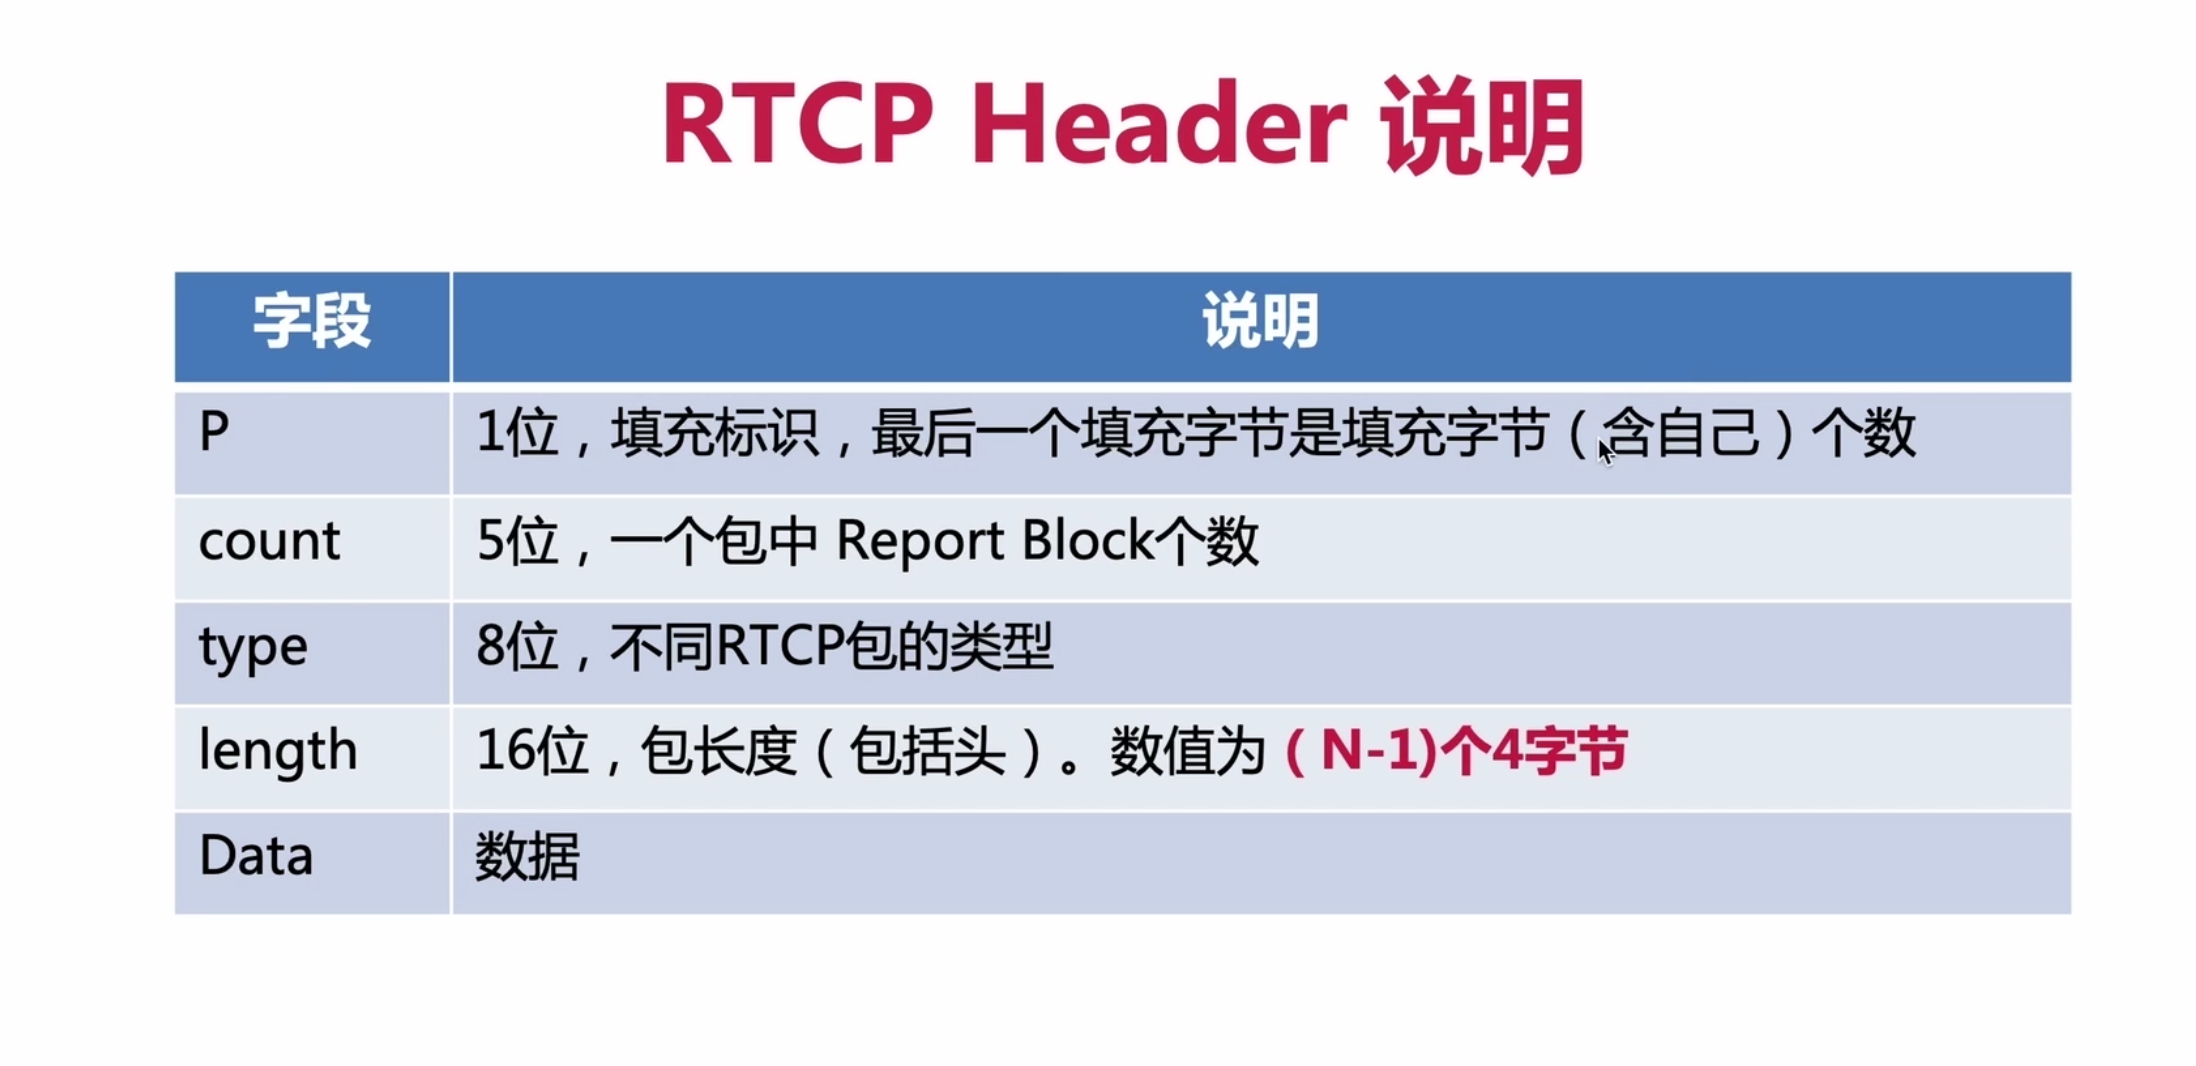 RTCP Header 说明
字段 说明
P 1位，填充标识，最后一个填充字节是填充字节（含自己）个数
count 5位，一个包中 Report Block个数
type 8位，不同RTCP包的类型
length 16位，包长度（包括头）。数值为（N-1)个4字节
Data 数据